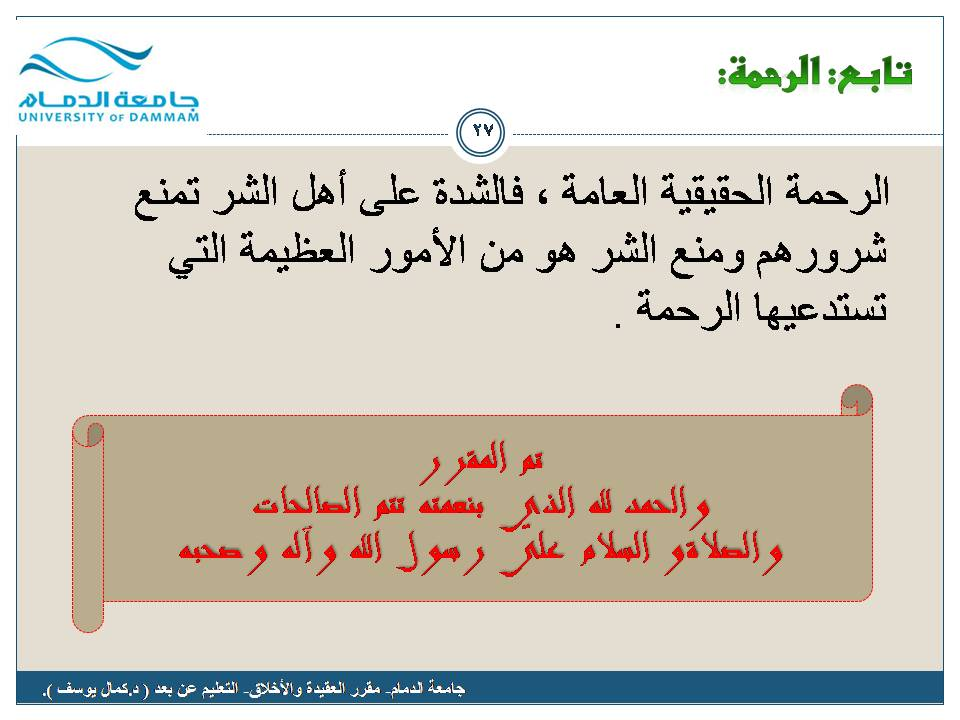 جامعة الدمام
UNIVERSITY OF DAMMAM
تابع: الرحمة:
٢٧
الرحمة الحقيقية العامة ، فالشدة على أهل الشر تمنع
شرورهم ومنع الشر هو من الأمور العظيمة التي
تستدعيها الرحمة .
تم المقرر
والحمد لله الذي بنعمته تتم الصالحات
والصلاةو السلام على رسول الله وآله وصحبه
جامعة الدمام- مقرر العقيدة والأخلاق- التعليم عن بعد ( د.كمال يوسف ).